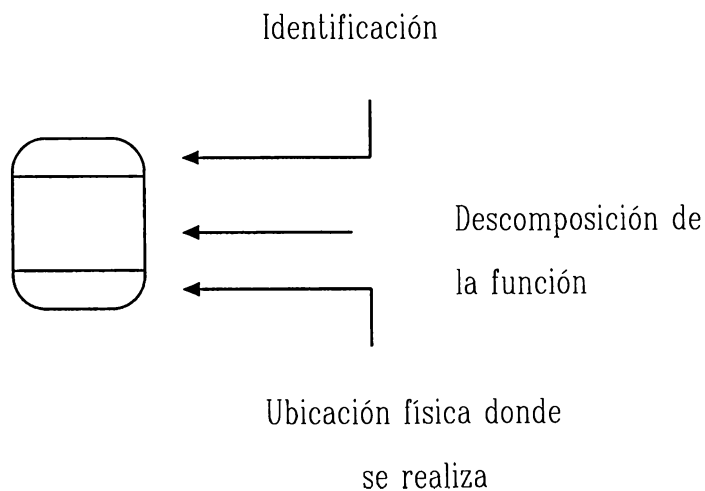 Identificación
Descomposición de
la función
Ubicación física donde
se realiza